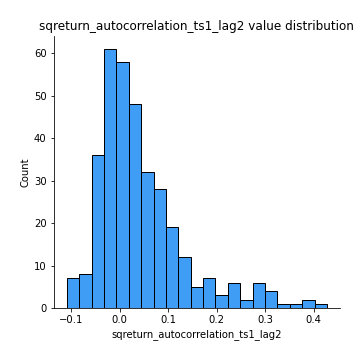 sqreturn_autocorrelation_ts1_lag2 value distribution
60
50
40
30
20
10
0
Count
−0.1 0.0 0.1 0.2 0.3 0.4
sqreturn_autocorrelation_ts1_lag2